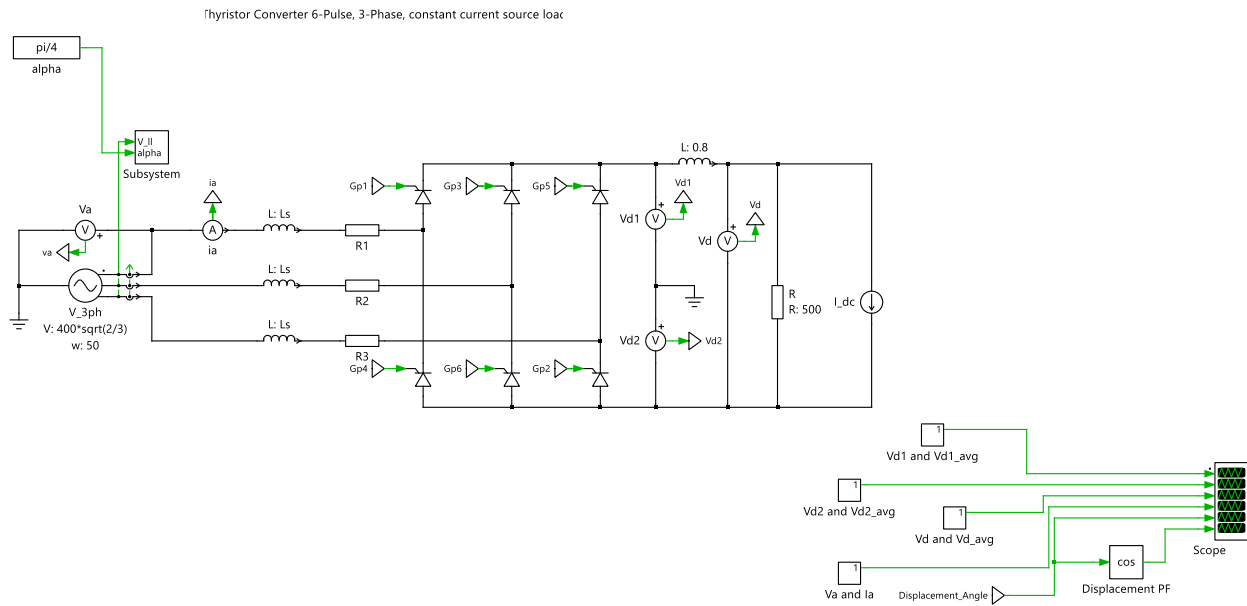 Thyristor Converter 6-Pulse, 3-Phase, constant current source load
pi/4
alpha
V_ll
alpha
Subsystem
ia
Va
V
+
va
A
ia
L: Ls
R1
L: Ls
R2
L: Ls
R3
V_3ph
V: 400*sqrt(2/3)
w: 50
Gp1
Gp3
Gp5
Gp4
Gp6
Gp2
L: 0.8
Vd1
+
V
Vd1
Vd
+
V
Vd
+
V
Vd2
Vd2
R
R: 500
I_dc
1
Vd1 and Vd1_avg
1
Vd2 and Vd2_avg
1
Vd and Vd_avg
1
Va and Ia
Displacement_Angle
cos
Displacement PF
Scope